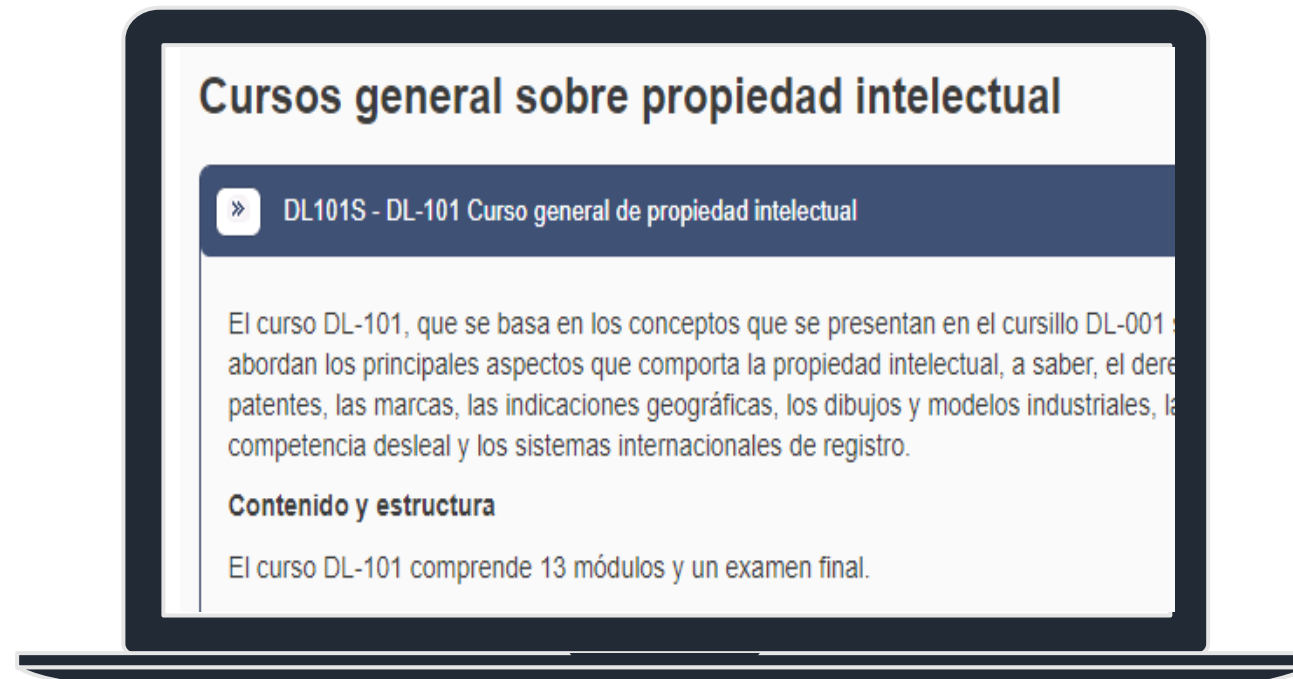 Cursos general sobre propiedad intelectual
DL101S - DL-101 Curso general de propiedad intelectual
El curso DL-101, que se basa en los conceptos que se presentan en el cursillo DL-001
abordan los principales aspectos que comporta la propiedad intelectual, a saber, el
patentes, las marcas, las indicaciones geográficas, los dibujos y modelos industriales,
competencia desleal y los sistemas internacionales de registro.
Contenido y estructura
El curso DL-101 comprende 13 módulos y un examen final.